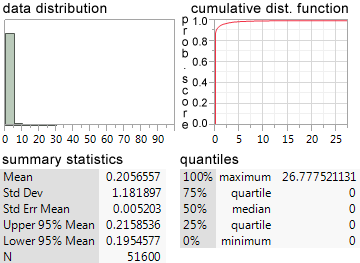 data distribution
0 10 20 30 40 50 60 70 80 90
cumulative dist. function
prob. score
1.0
0.8
0.6
0.4
0.2
0.0
0 5 10 15 20 25
summary statistics
Mean 0.2056557
Std Dev 1.181897
Std Err Mean 0.005203
Upper 95% Mean 0.2158536
Lower 95% Mean 0.1954577
N 51600
quantiles
100% maximum 26.777521131
75% quartile 0
50% median 0
25% quartile 0
0% minimum 0